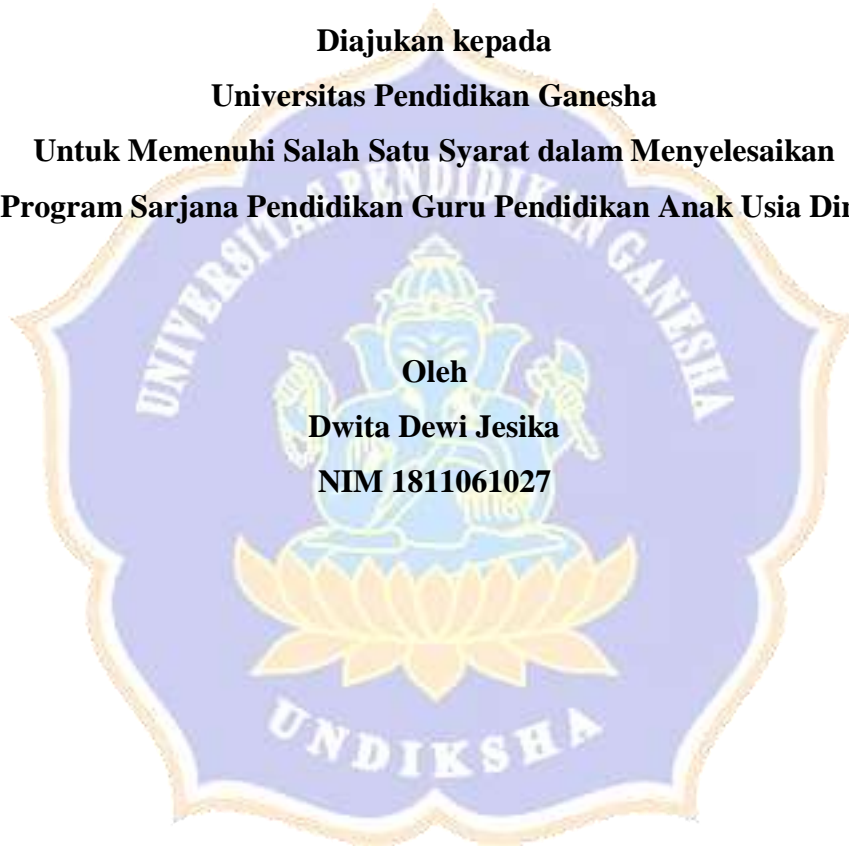 Diajukan kepada
Universitas Pendidikan Ganesha
Untuk Memenuhi Salah Satu Syarat dalam Menyelesaikan
Program Sarjana Pendidikan Guru Pendidikan Anak Usia
UNIVERSITAS PENDIDIKAN GANESHA
Oleh
Dwita Dewi Jesika
NIM 1811061027
UNDIKSHA